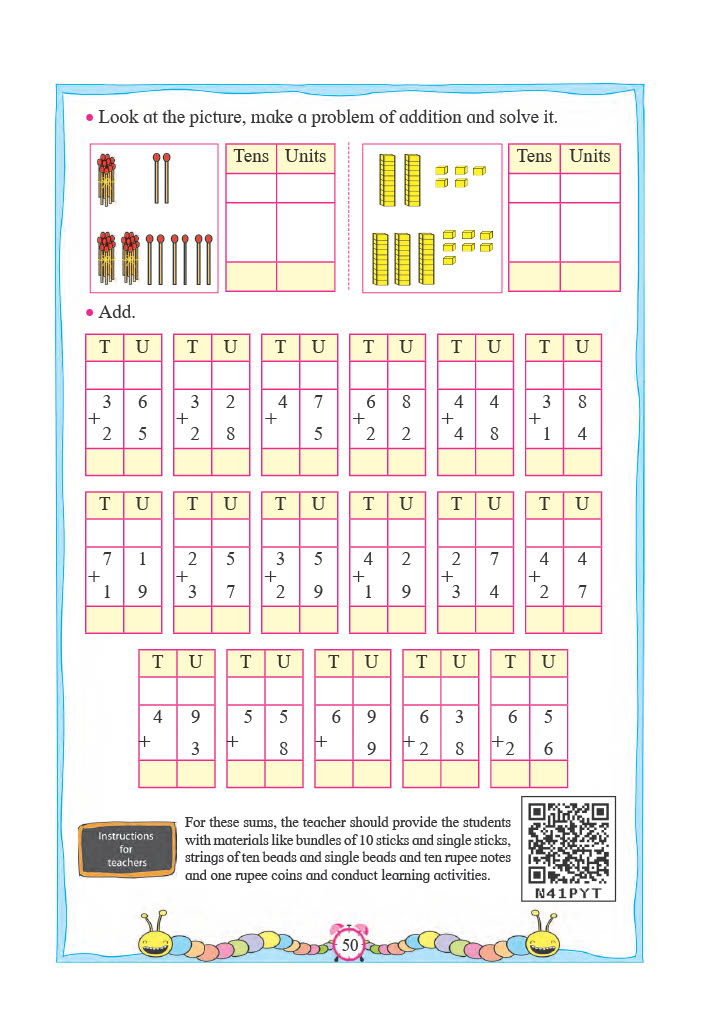 • Look at the picture, make a problem of addition and solve it.
Tens Units
Tens Units
• Add.
T U T U T U T U T U T U
3 6 3 2 4 7 6 8 4 4 3 8
+ + + + + +
2 5 2 8 5 2 2 4 8 1 4
T U T U T U T U T U T U
7 1 2 5 3 5 4 2 2 7 4 4
+ + + + + +
1 9 3 7 2 9 1 9 3 4 2 7
T U T U T U T U T U
4 9 5 5 6 9 6 3 6 5
+ + + + +
3 8 9 2 8 2 6
Instructions
for
teachers
For these sums, the teacher should provide the students
with materials like bundles of 10 sticks and single sticks,
strings of ten beads and single beads and ten rupee notes
and one rupee coins and conduct learning activities.
N41PYT
50